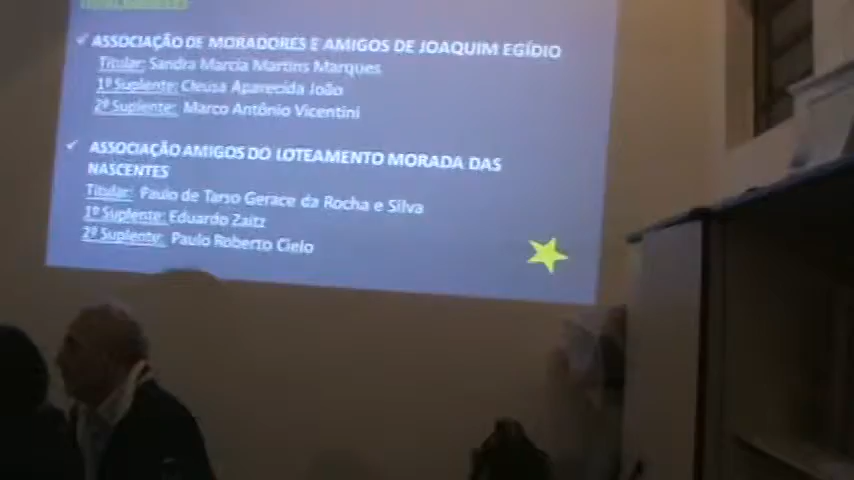 ✓ ASSOCIAÇÃO DE MORADORES E AMIGOS DE JOAQUIM EGÍDIO
Titular: Sandra Marcia Martins Marques
1º Suplente: Cleusa Aparecida João
2º Suplente: Marco Antônio Vicentini
✓ ASSOCIAÇÃO AMIGOS DO LOTEAMENTO MORADA DAS
NASCENTES
Titular: Paulo de Tarso Gerace da Rocha e Silva
1º Suplente: Eduardo Zaitz
2º Suplente: Paulo Roberto Cielo